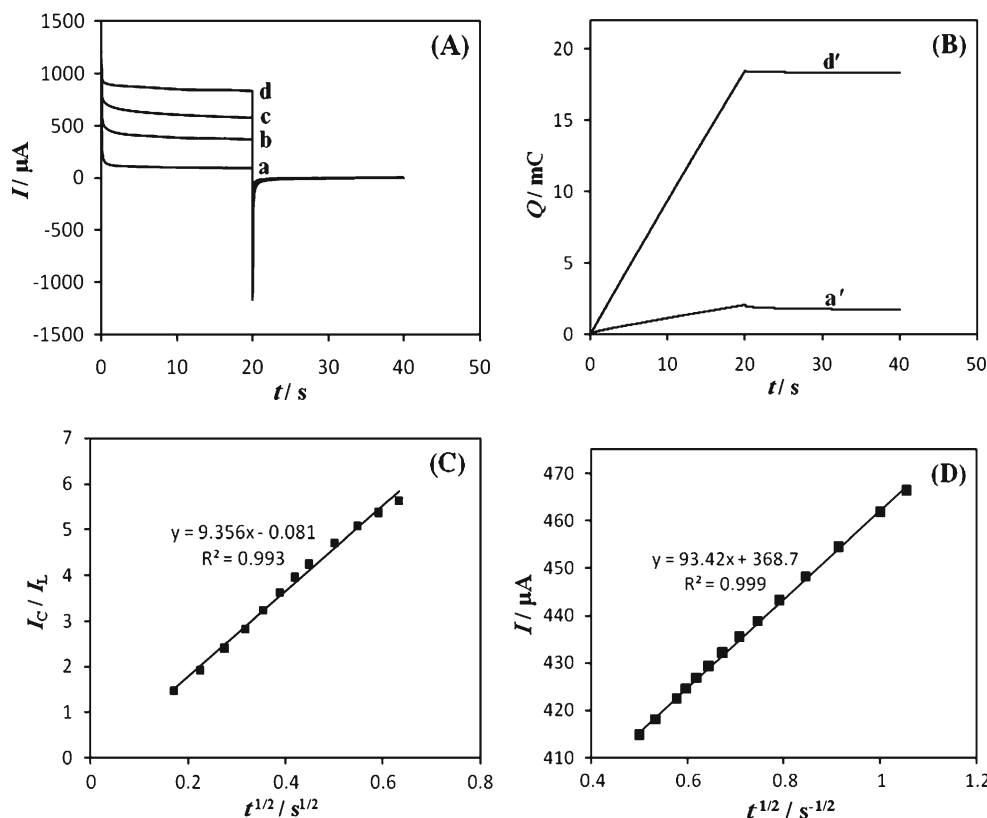 (A)
1500
1000
500
0
-500
-1000
-1500
I / µA
d
c
b
a
0 10 20 30 40 50
t / s
(B)
20
15
10
5
0
Q / mC
d′
a′
0 10 20 30 40 50
t / s
(C)
7
6
5
4
3
2
1
0
I_C / I_L
y = 9.356x - 0.081
R² = 0.993
0 0.2 0.4 0.6 0.8
t^1/2 / s^1/2
(D)
470
460
450
440
430
420
410
I / µA
y = 93.42x + 368.7
R² = 0.999
0.4 0.6 0.8 1 1.2
t^-1/2 / s^-1/2